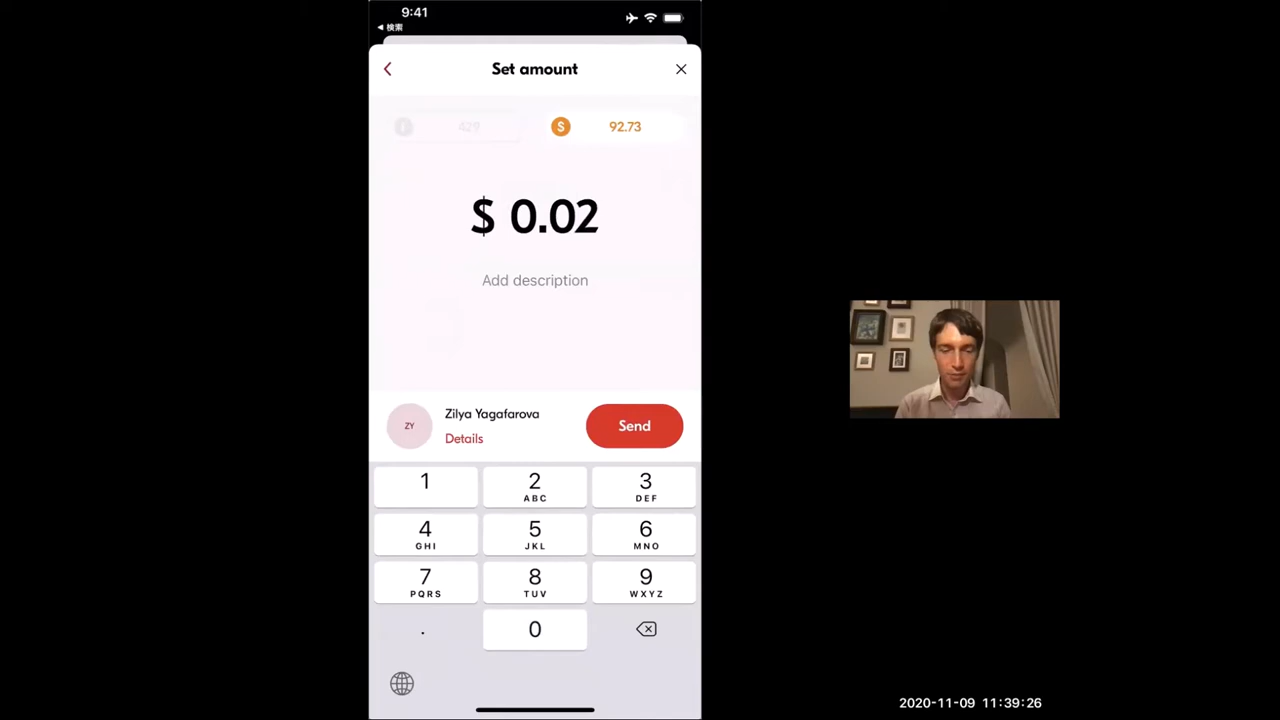 9:41
◀ 検索
Set amount
429
S 92.73
$ 0.02
Add description
ZY
Zilya Yagafarova
Details
Send
1
2
ABC
3
DEF
4
GHI
5
JKL
6
MNO
7
PQRS
8
TUV
9
WXYZ
.
0
2020-11-09 11:39:26